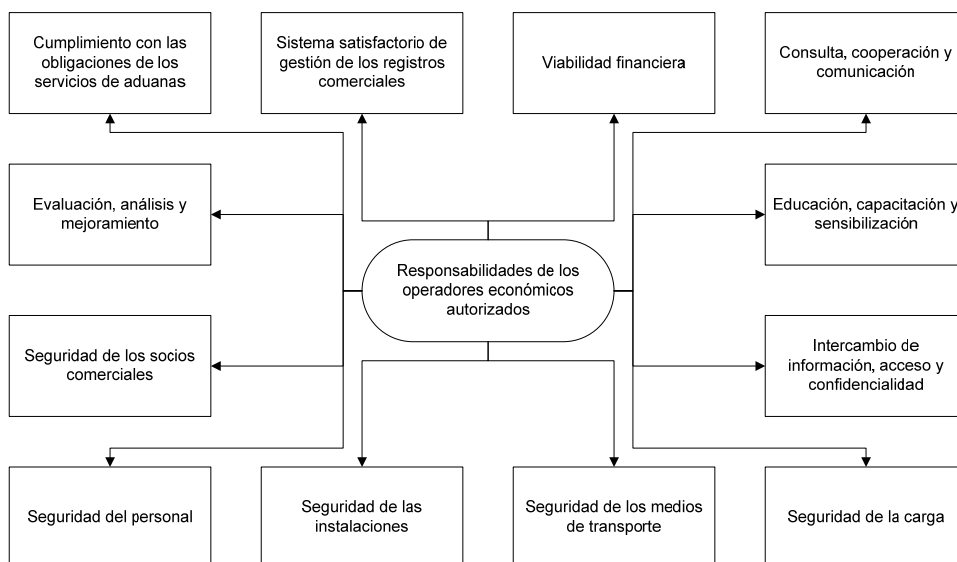 Cumplimiento con las
obligaciones de los
servicios de aduanas
Sistema satisfactorio de
gestión de los registros
comerciales
Viabilidad financiera
Consulta, cooperación y
comunicación
Evaluación, análisis y
mejoramiento
Educación, capacitación y
sensibilización
Responsabilidades de los
operadores económicos
autorizados
Seguridad de los socios
comerciales
Intercambio de
información, acceso y
confidencialidad
Seguridad del personal
Seguridad de las
instalaciones
Seguridad de los medios
de transporte
Seguridad de la carga